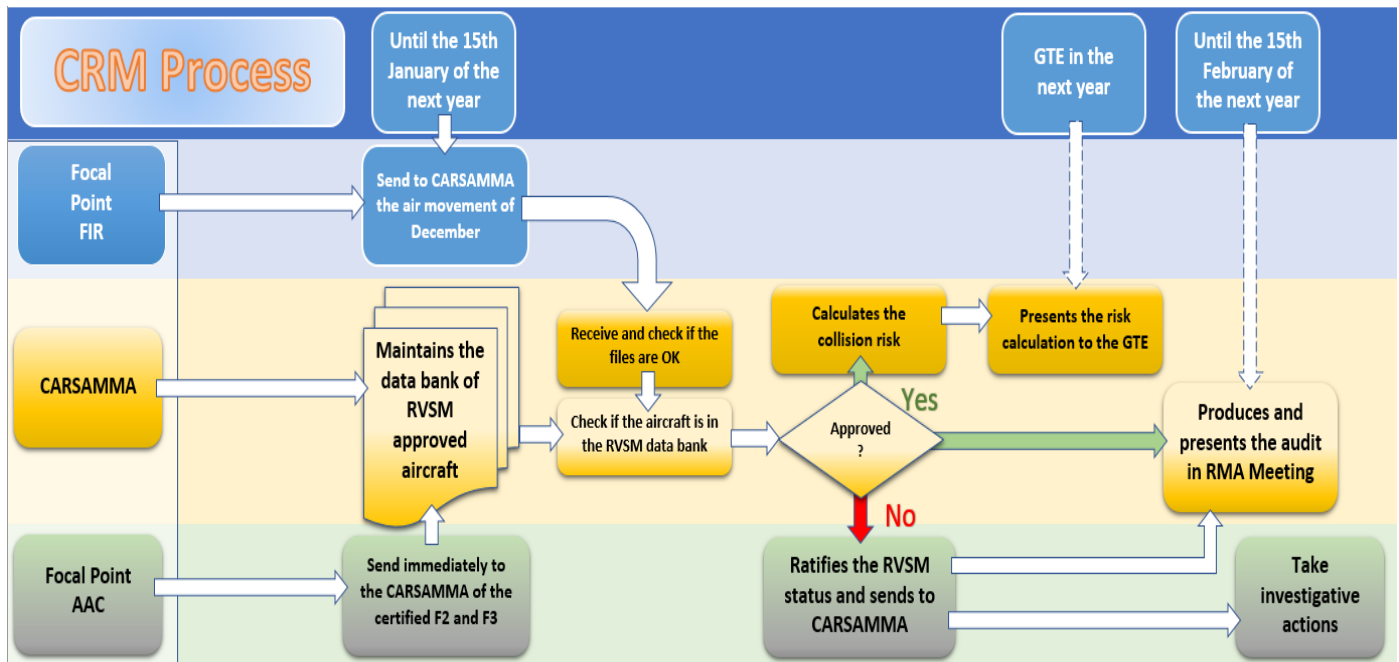 CRM Process
Until the 15th
January of the
next year
GTE in the
next year
Until the 15th
February of
the next year
Focal
Point
FIR
Send to CARSAMMA
the air movement of
December
CARSAMMA
Maintains the
data bank of
RVSM
approved
aircraft
Receive and check if the
files are OK
Check if the aircraft is in
the RVSM data bank
Calculates the
collision risk
Presents the risk
calculation to the GTE
Approved
?
Yes
No
Produces and
presents the audit
in RMA Meeting
Focal Point
AAC
Send immediately to
the CARSAMMA of the
certified F2 and F3
Ratifies the RVSM
status and sends to
CARSAMMA
Take
investigative
actions